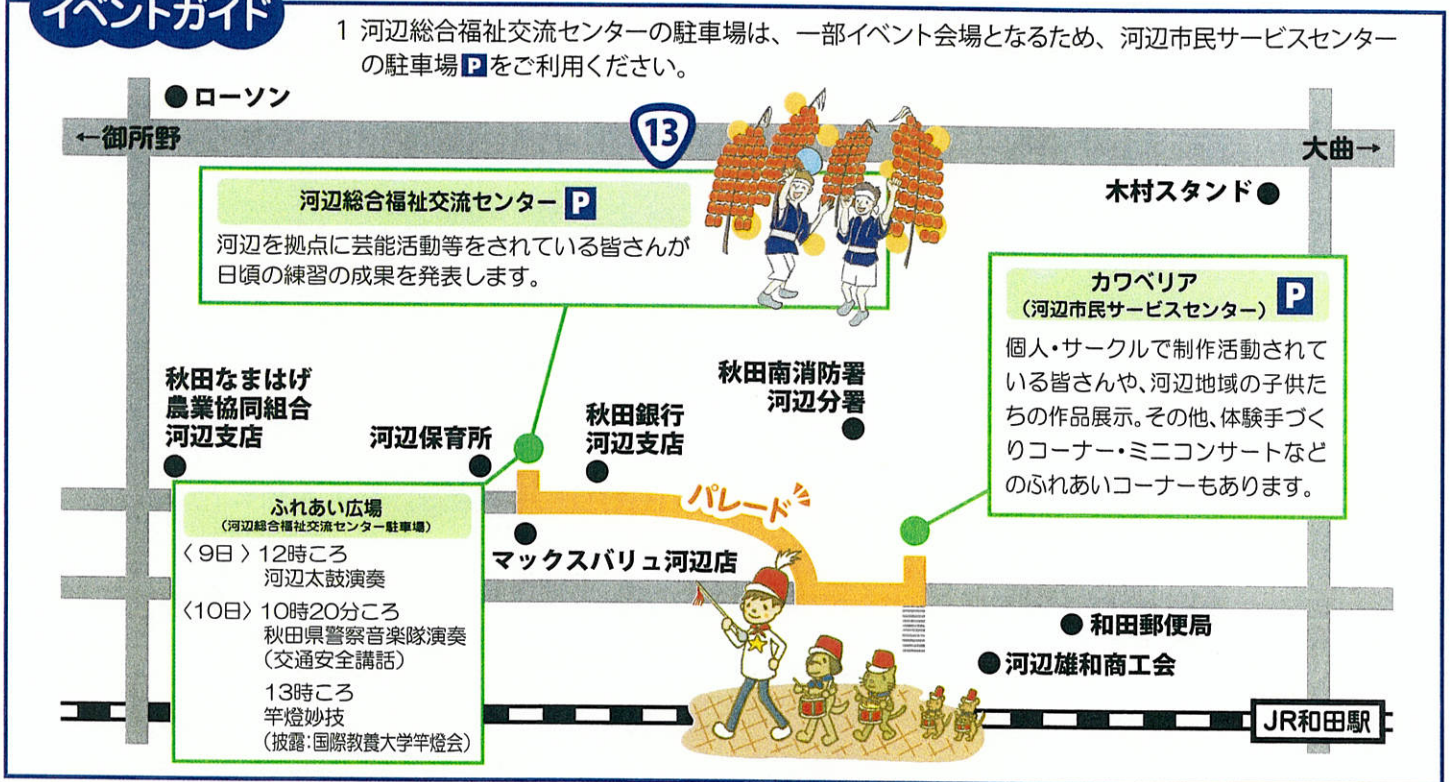 イベントガイド
1 河辺総合福祉交流センターの駐車場は、一部イベント会場となるため、河辺市民サービスセンター
の駐車場Pをご利用ください。
ローソン
←御所野
13
大曲→
木村スタンド
河辺総合福祉交流センター P
河辺を拠点に芸能活動等をされている皆さんが
日頃の練習の成果を発表します。
カワベリア
(河辺市民サービスセンター)
P
個人・サークルで制作活動されて
いる皆さんや、河辺地域の子供た
ちの作品展示。その他、体験手づく
りコーナー・ミニコンサートなど
のふれあいコーナーもあります。
秋田なまはげ
農業協同組合
河辺支店
河辺保育所
秋田銀行
河辺支店
秋田南消防署
河辺分署
パレード
マックスバリュ河辺店
ふれあい広場
(河辺総合福祉交流センター駐車場)
〈9日〉12時ころ
河辺太鼓演奏
〈10日〉10時20分ころ
秋田県警察音楽隊演奏
(交通安全講話)
13時ころ
竿燈妙技
(披露:国際教養大学竿燈会)
和田郵便局
河辺雄和商工会
JR和田駅